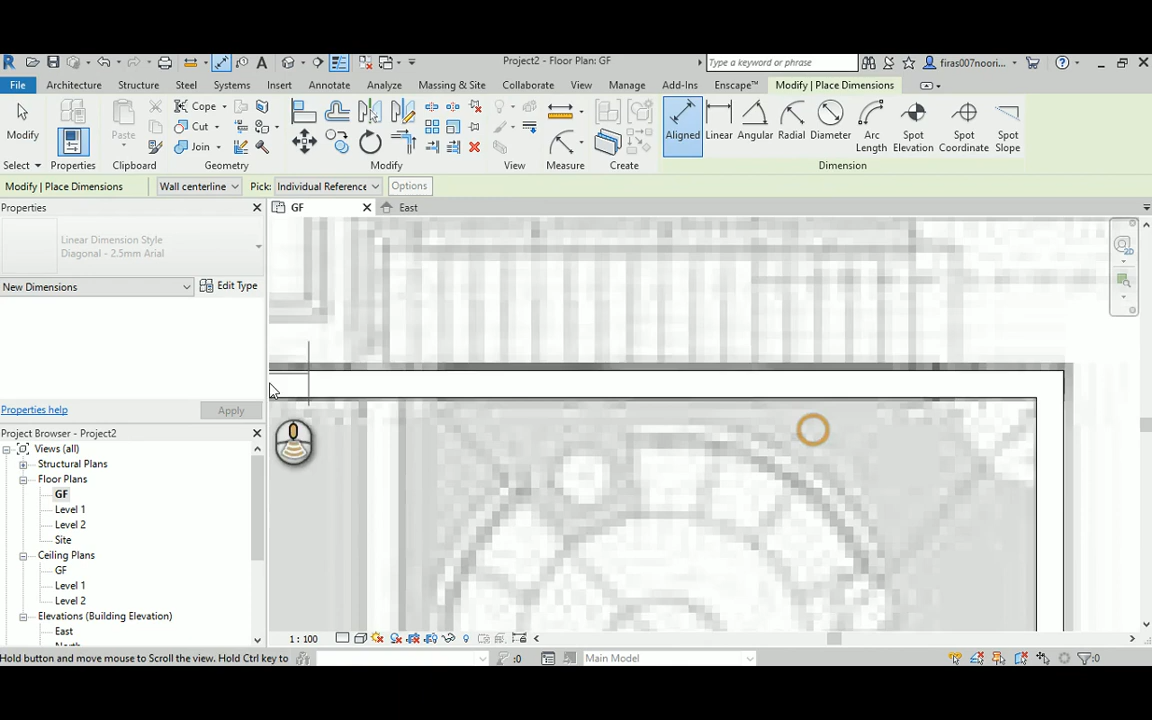 Project2 - Floor Plan: GF
Type a keyword or phrase
firas007noori...
File
Architecture
Structure
Steel
Systems
Insert
Annotate
Analyze
Massing & Site
Collaborate
View
Manage
Add-Ins
Enscape™
Modify | Place Dimensions
Modify
Paste
Cope
Cut
Join
Aligned
Linear
Angular
Radial
Diameter
Arc
Length
Spot
Elevation
Spot
Coordinate
Spot
Slope
Select
Properties
Clipboard
Geometry
Modify
View
Measure
Create
Dimension
Modify | Place Dimensions
Wall centerline
Pick:
Individual Reference
Options
Properties
GF
East
Linear Dimension Style
Diagonal - 2.5mm Arial
New Dimensions
Edit Type
2D
Properties help
Apply
Project Browser - Project2
Views (all)
Structural Plans
Floor Plans
GF
Level 1
Level 2
Site
Ceiling Plans
GF
Level 1
Level 2
Elevations (Building Elevation)
East
North
1 : 100
Hold button and move mouse to Scroll the view. Hold Ctrl key to
:0
Main Model
:0